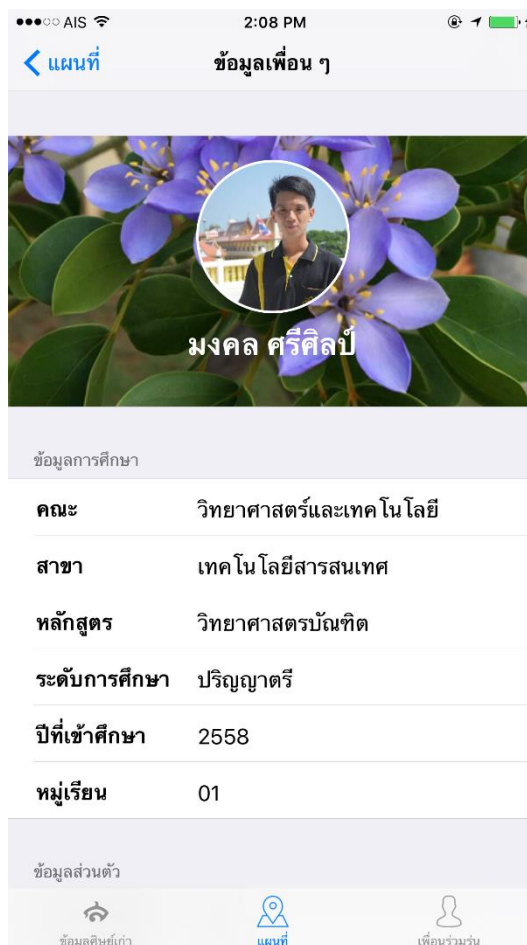 AIS 2:08 PM
แผนที่ ข้อมูลเพื่อน ๆ
มงคล ศรีศิลป์
ข้อมูลการศึกษา
คณะ วิทยาศาสตร์และเทคโนโลยี
สาขา เทคโนโลยีสารสนเทศ
หลักสูตร วิทยาศาสตรบัณฑิต
ระดับการศึกษา ปริญญาตรี
ปีที่เข้าศึกษา 2558
หมู่เรียน 01
ข้อมูลส่วนตัว
ข้อมูลศิษย์เก่า แผนที่ เพื่อนร่วมรุ่น